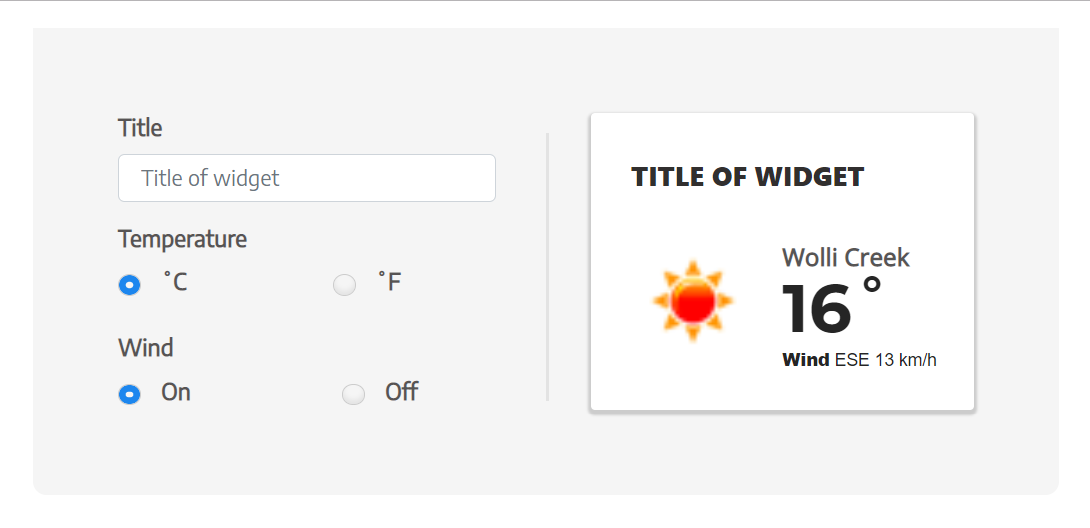 Title
Title of widget
Temperature
˚C ˚F
Wind
On Off
TITLE OF WIDGET
Wolli Creek
16°
Wind ESE 13 km/h